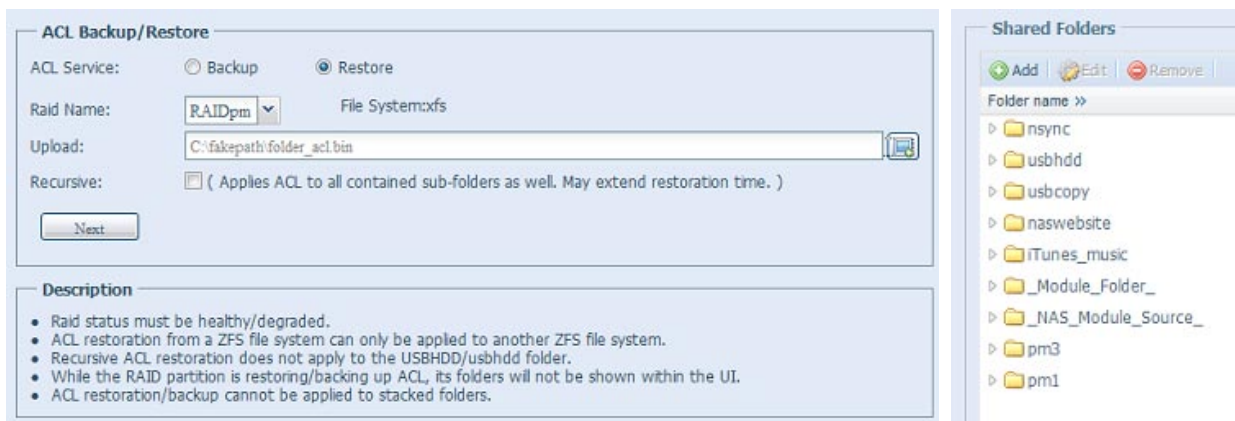 ACL Backup/Restore
ACL Service: Backup Restore
Raid Name: RAIDpm File System:xfs
Upload: C:\fakepath\folder_acl.bin
Recursive: ( Applies ACL to all contained sub-folders as well. May extend restoration time. )
Next
Description
• Raid status must be healthy/degraded.
• ACL restoration from a ZFS file system can only be applied to another ZFS file system.
• Recursive ACL restoration does not apply to the USBHDD/usbhdd folder.
• While the RAID partition is restoring/backing up ACL, its folders will not be shown within the UI.
• ACL restoration/backup cannot be applied to stacked folders.
Shared Folders
Add Edit Remove
Folder name »
nsync
usbhdd
usbcopy
naswebsite
iTunes_music
_Module_Folder_
_NAS_Module_Source_
pm3
pm1